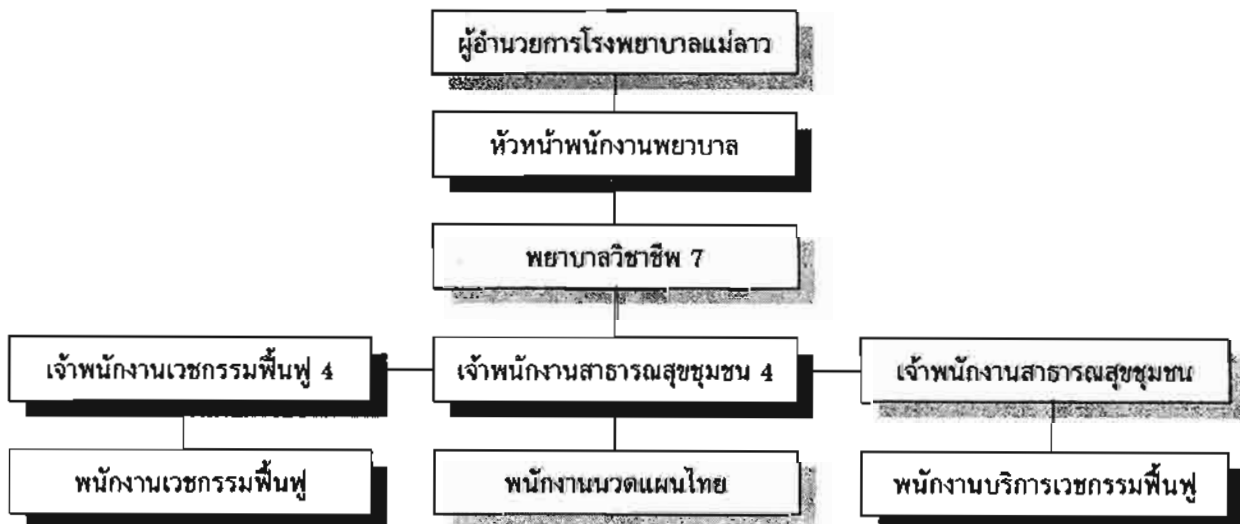 ผู้อำนวยการโรงพยาบาลแม่ลาว
หัวหน้าพนักงานพยาบาล
พยาบาลวิชาชีพ 7
เจ้าพนักงานเวชกรรมฟื้นฟู 4
เจ้าพนักงานสาธารณสุขชุมชน 4
เจ้าพนักงานสาธารณสุขชุมชน
พนักงานเวชกรรมฟื้นฟู
พนักงานนวดแผนไทย
พนักงานบริการเวชกรรมฟื้นฟู